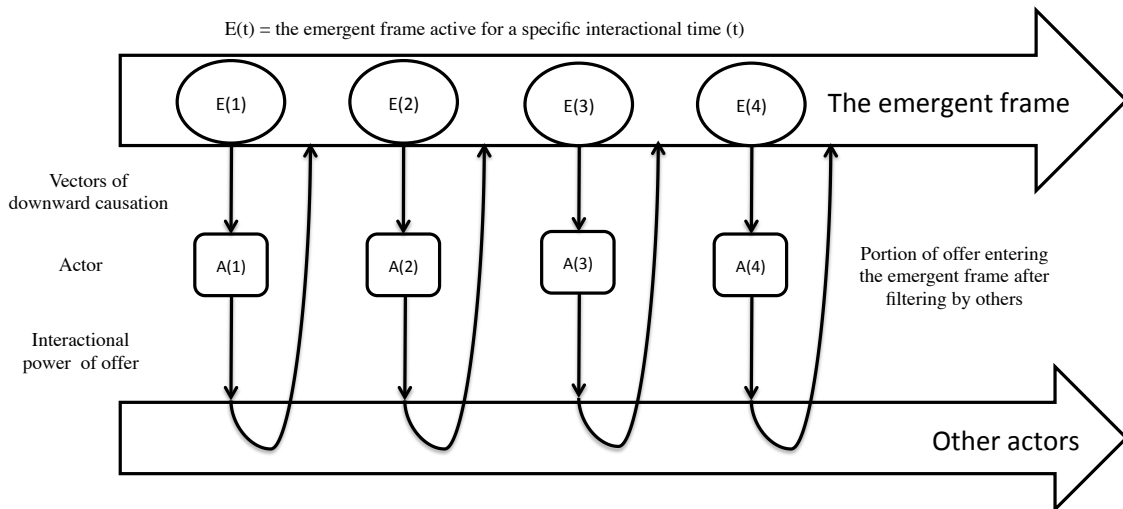 E(t) = the emergent frame active for a specific interactional time (t)
E(1)
E(2)
E(3)
E(4)
The emergent frame
Vectors of
downward causation
Actor
A(1)
A(2)
A(3)
A(4)
Portion of offer entering
the emergent frame after
filtering by others
Interactional
power of offer
Other actors